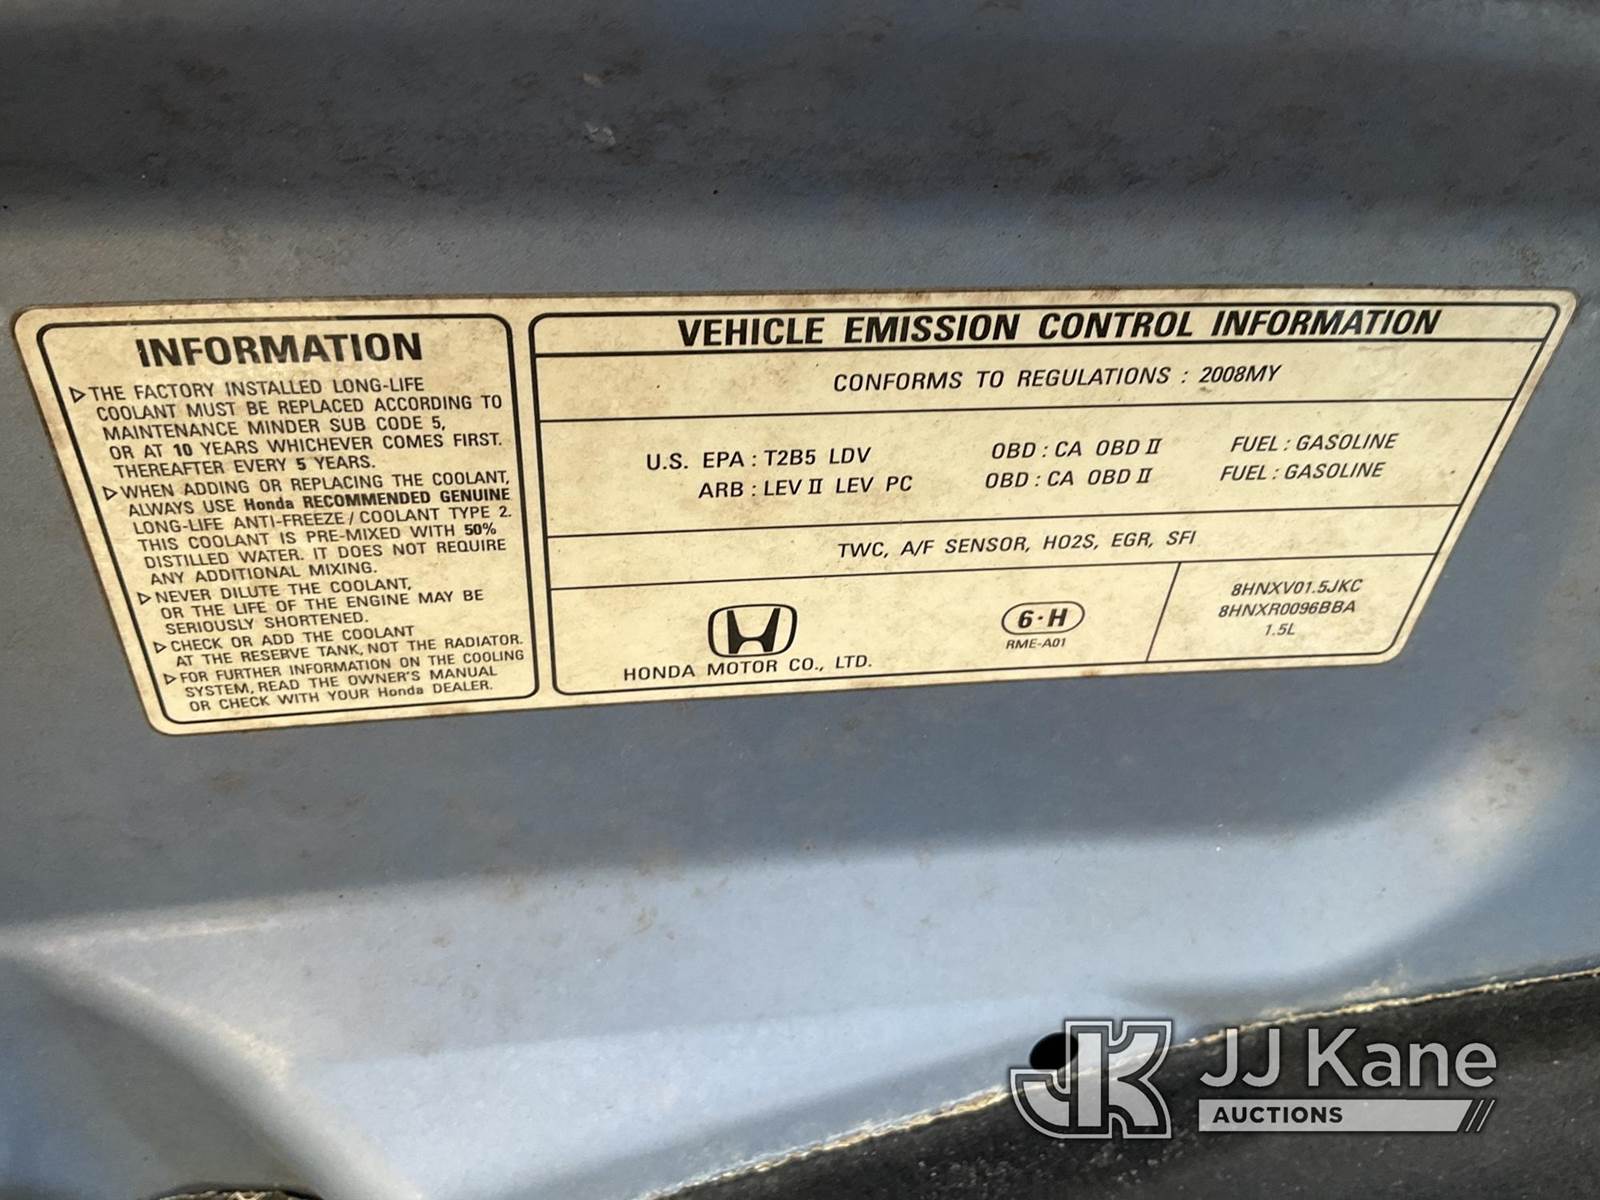 INFORMATION
▷THE FACTORY INSTALLED LONG-LIFE
COOLANT MUST BE REPLACED ACCORDING TO
MAINTENANCE MINDER SUB CODE 5,
OR AT 10 YEARS WHICHEVER COMES FIRST.
THEREAFTER EVERY 5 YEARS.
▷WHEN ADDING OR REPLACING THE COOLANT,
ALWAYS USE Honda RECOMMENDED GENUINE
LONG-LIFE ANTI-FREEZE/COOLANT TYPE 2.
THIS COOLANT IS PRE-MIXED WITH 50%
DISTILLED WATER. IT DOES NOT REQUIRE
ANY ADDITIONAL MIXING.
▷NEVER DILUTE THE COOLANT,
OR THE LIFE OF THE ENGINE MAY BE
SERIOUSLY SHORTENED.
▷CHECK OR ADD THE COOLANT
AT THE RESERVE TANK, NOT THE RADIATOR.
▷FOR FURTHER INFORMATION ON THE COOLING
SYSTEM, READ THE OWNER'S MANUAL
OR CHECK WITH YOUR Honda DEALER.
VEHICLE EMISSION CONTROL INFORMATION
CONFORMS TO REGULATIONS : 2008MY
U.S. EPA : T2B5 LDV OBD : CA OBD II FUEL : GASOLINE
ARB : LEV II LEV PC OBD : CA OBD II FUEL : GASOLINE
TWC, A/F SENSOR, HO2S, EGR, SFI
HONDA MOTOR CO., LTD.
6·H
RME-A01
8HNXV01.5JKC
8HNXR0096BBA
1.5L
JK
JJ Kane
AUCTIONS